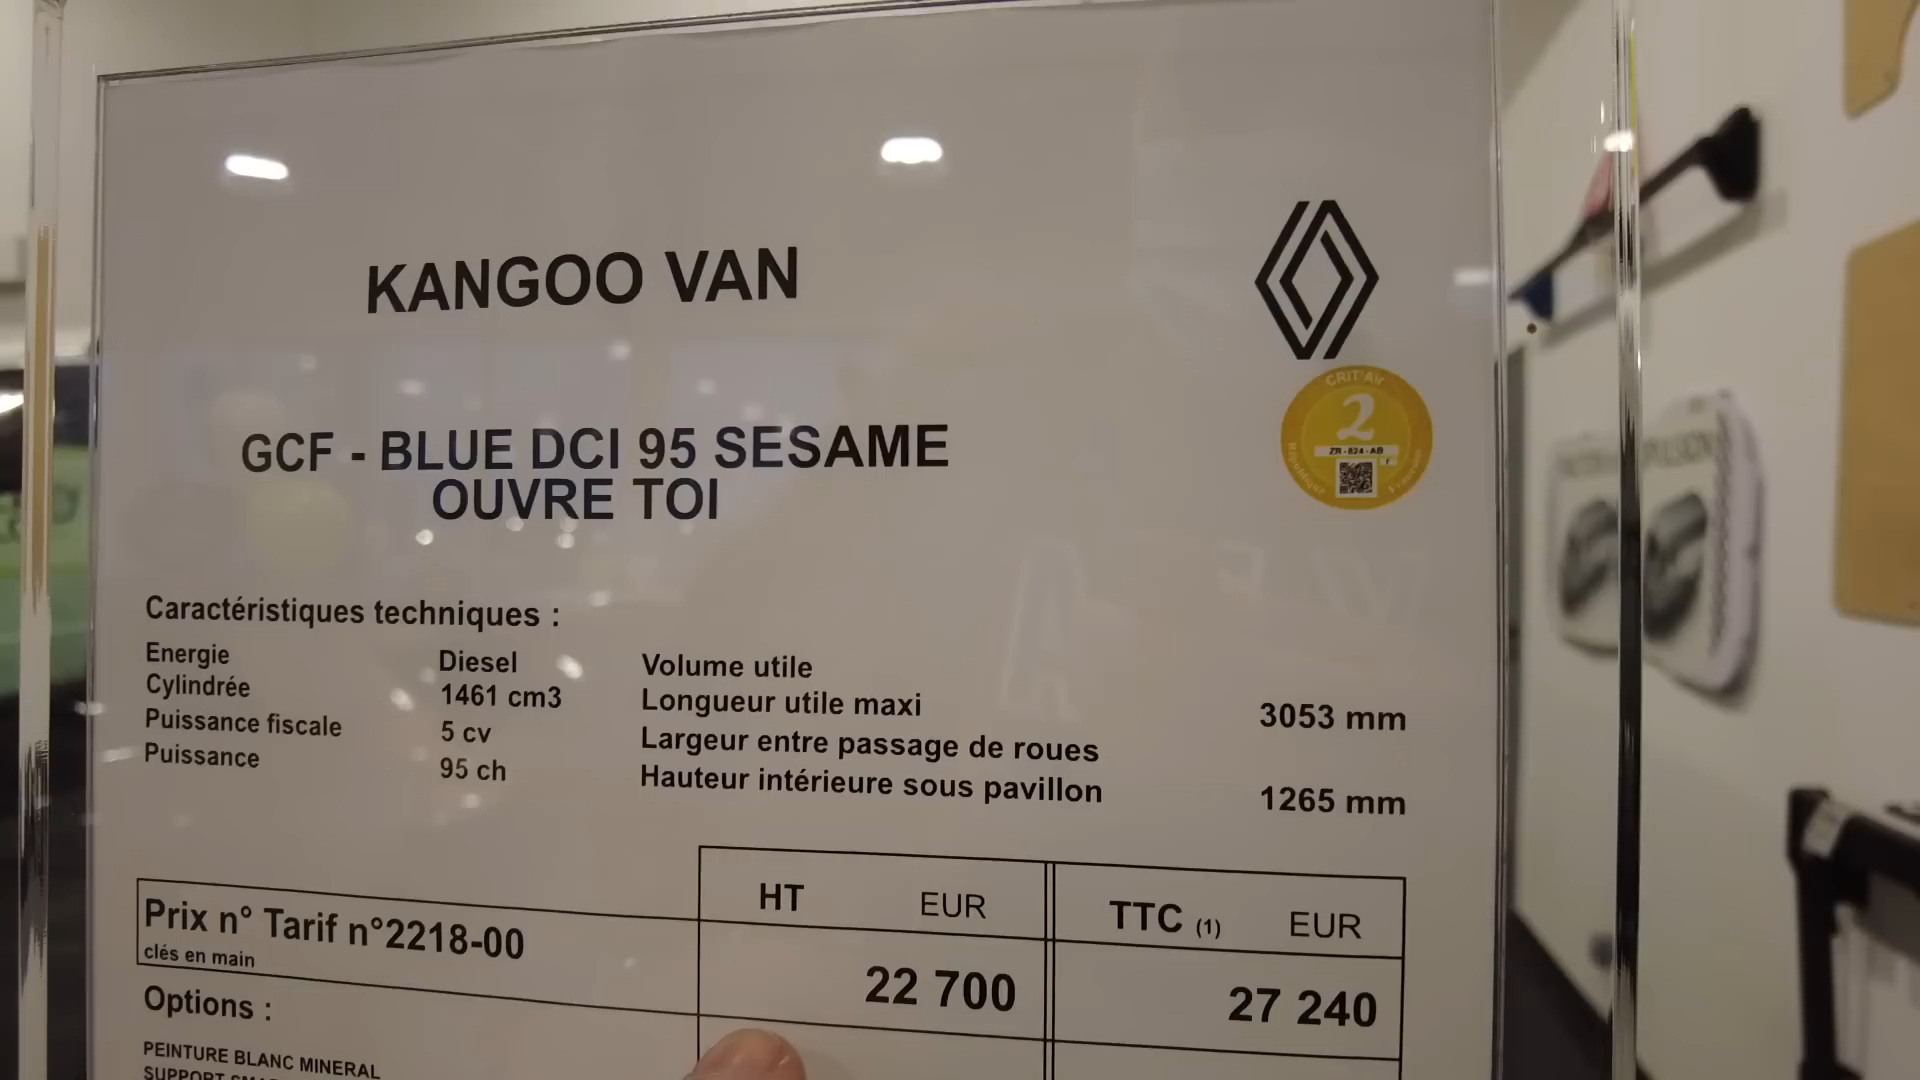 KANGOO VAN
CRIT'Air
2
ZR - 824 - AB
GCF - BLUE DCI 95 SESAME
OUVRE TOI
Caractéristiques techniques :
Energie Diesel
Cylindrée 1461 cm3
Puissance fiscale 5 cv
Puissance 95 ch
Volume utile
Longueur utile maxi 3053 mm
Largeur entre passage de roues
Hauteur intérieure sous pavillon 1265 mm
HT EUR TTC (1) EUR
Prix n° Tarif n°2218-00
clés en main
22 700 27 240
Options :
PEINTURE BLANC MINERAL
SUPPORT